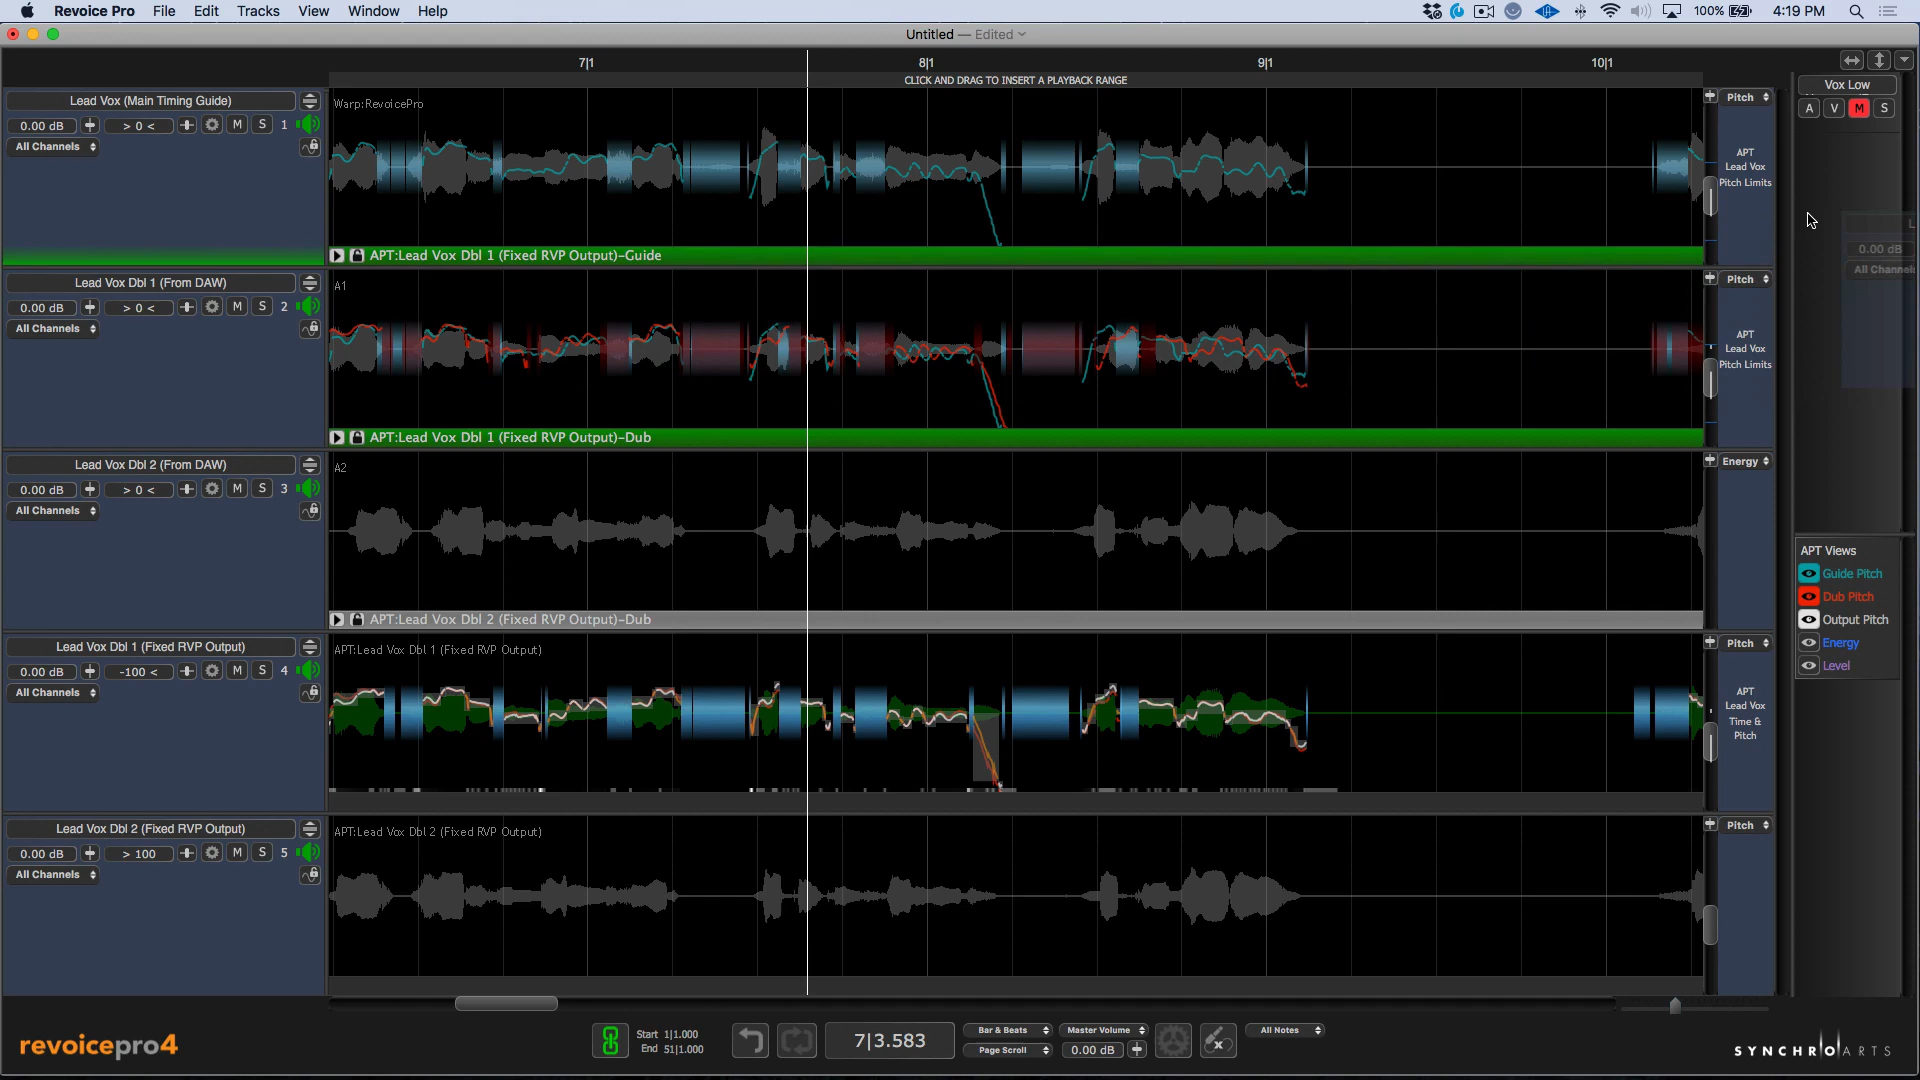 Revoice Pro File Edit Tracks View Window Help 100% 4:19 PM
Untitled — Edited
7|1 8|1 9|1 10|1
CLICK AND DRAG TO INSERT A PLAYBACK RANGE
Lead Vox (Main Timing Guide)
0.00 dB > 0 < M S 1
All Channels
Warp:RevoicePro
APT:Lead Vox Dbl 1 (Fixed RVP Output)-Guide
Pitch
APT
Lead Vox
Pitch Limits
Vox Low
A V M S
0.00 dB
Lead Vox Dbl 1 (From DAW)
0.00 dB > 0 < M S 2
All Channels
A1
APT:Lead Vox Dbl 1 (Fixed RVP Output)-Dub
Pitch
APT
Lead Vox
Pitch Limits
Lead Vox Dbl 2 (From DAW)
0.00 dB > 0 < M S 3
All Channels
A2
APT:Lead Vox Dbl 2 (Fixed RVP Output)-Dub
Energy
APT Views
Guide Pitch
Dub Pitch
Output Pitch
Energy
Level
Lead Vox Dbl 1 (Fixed RVP Output)
0.00 dB -100 < M S 4
All Channels
APT:Lead Vox Dbl 1 (Fixed RVP Output)
Pitch
APT
Lead Vox
Time &
Pitch
Lead Vox Dbl 2 (Fixed RVP Output)
0.00 dB > 100 M S 5
All Channels
APT:Lead Vox Dbl 2 (Fixed RVP Output)
Pitch
revoicepro4
Start 1|1.000
End 51|1.000
7|3.583
Bar & Beats
Page Scroll
Master Volume
0.00 dB
All Notes
SYNCHROARTS